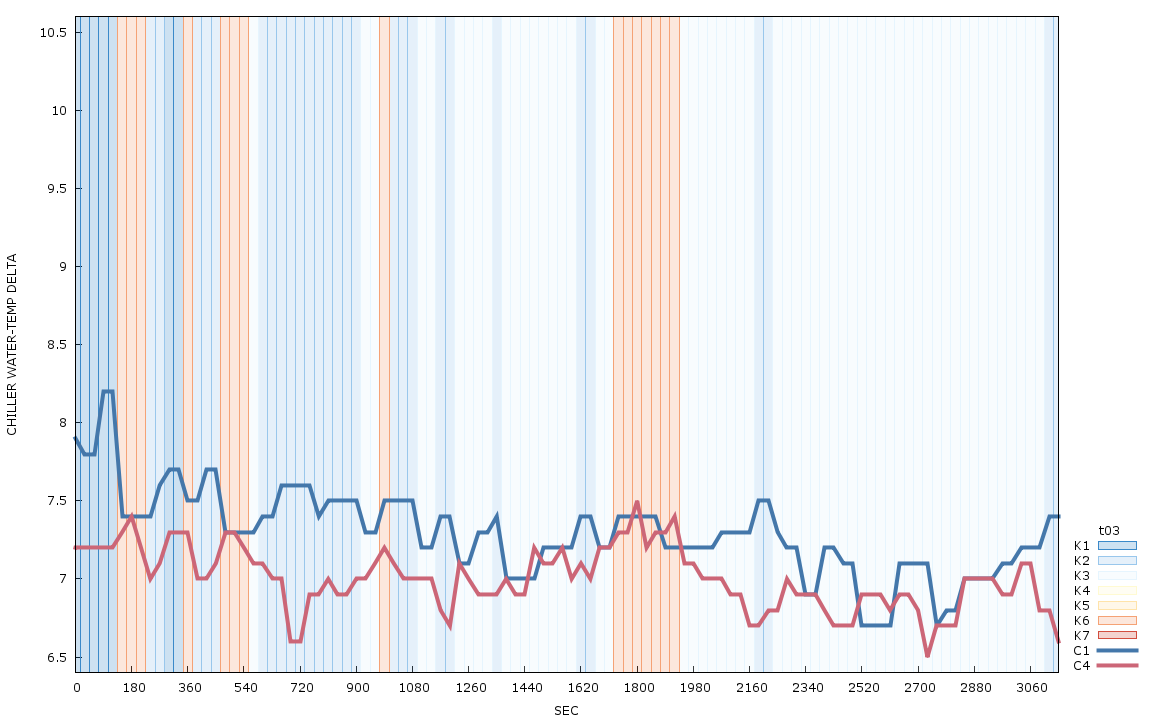 10.5
10
9.5
9
8.5
8
7.5
7
6.5
CHILLER WATER-TEMP DELTA
0 180 360 540 720 900 1080 1260 1440 1620 1800 1980 2160 2340 2520 2700 2880 3060
SEC
t03
K1
K2
K3
K4
K5
K6
K7
C1
C4